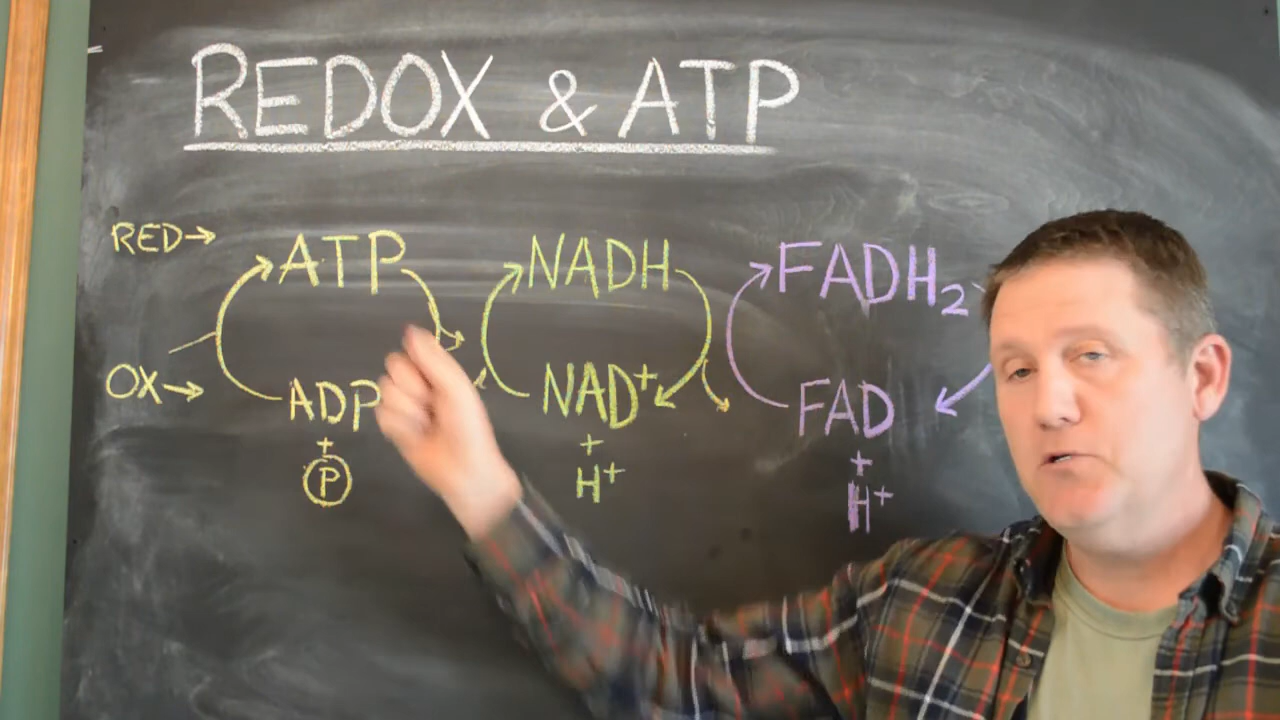 REDOX & ATP
RED→ ATP NADH FADH₂
OX→ ADP NAD⁺ FAD
+ + +
P H⁺ H⁺